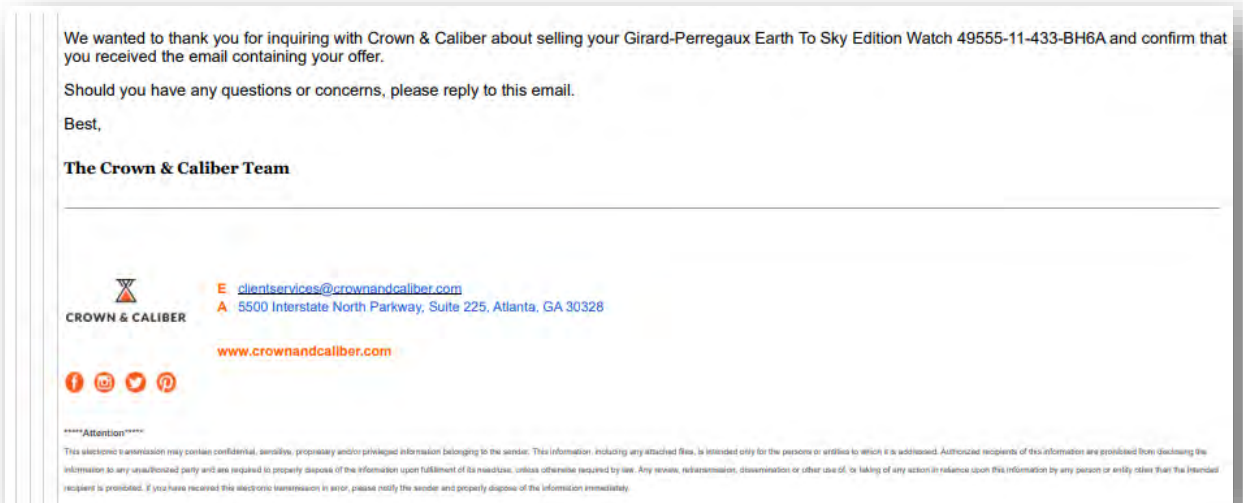 We wanted to thank you for inquiring with Crown & Caliber about selling your Girard-Perregaux Earth To Sky Edition Watch 49555-11-433-BH6A and confirm that
you received the email containing your offer.
Should you have any questions or concerns, please reply to this email.
Best,
The Crown & Caliber Team
E clientservices@crownandcaliber.com
A 5500 Interstate North Parkway, Suite 225, Atlanta, GA 30328
CROWN & CALIBER
www.crownandcaliber.com
*****Attention*****
This electronic transmission may contain confidential, sensitive, proprietary and/or privileged information belonging to the sender. This information, including any attached files, is intended only for the persons or entities to which it is addressed. Authorized recipients of this information are prohibited from disclosing the
information to any unauthorized party and are required to properly dispose of the information upon fulfillment of its need/use, unless otherwise required by law. Any review, retransmission, dissemination or other use of, or taking of any action in reliance upon this information by any person or entity other than the intended
recipient is prohibited. If you have received this electronic transmission in error, please notify the sender and properly dispose of the information immediately.